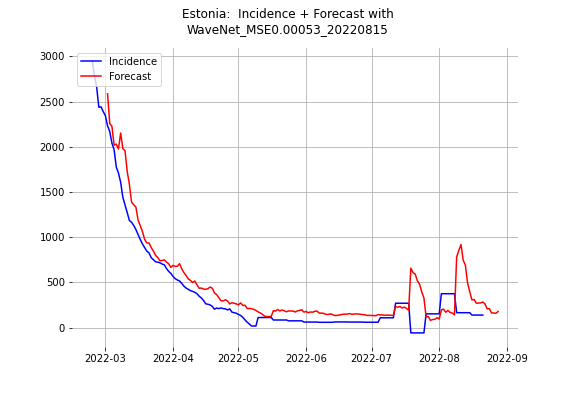 Estonia:  Incidence + Forecast with
WaveNet_MSE0.00053_20220815
Incidence
Forecast
3000
2500
2000
1500
1000
500
0
2022-03 2022-04 2022-05 2022-06 2022-07 2022-08 2022-09